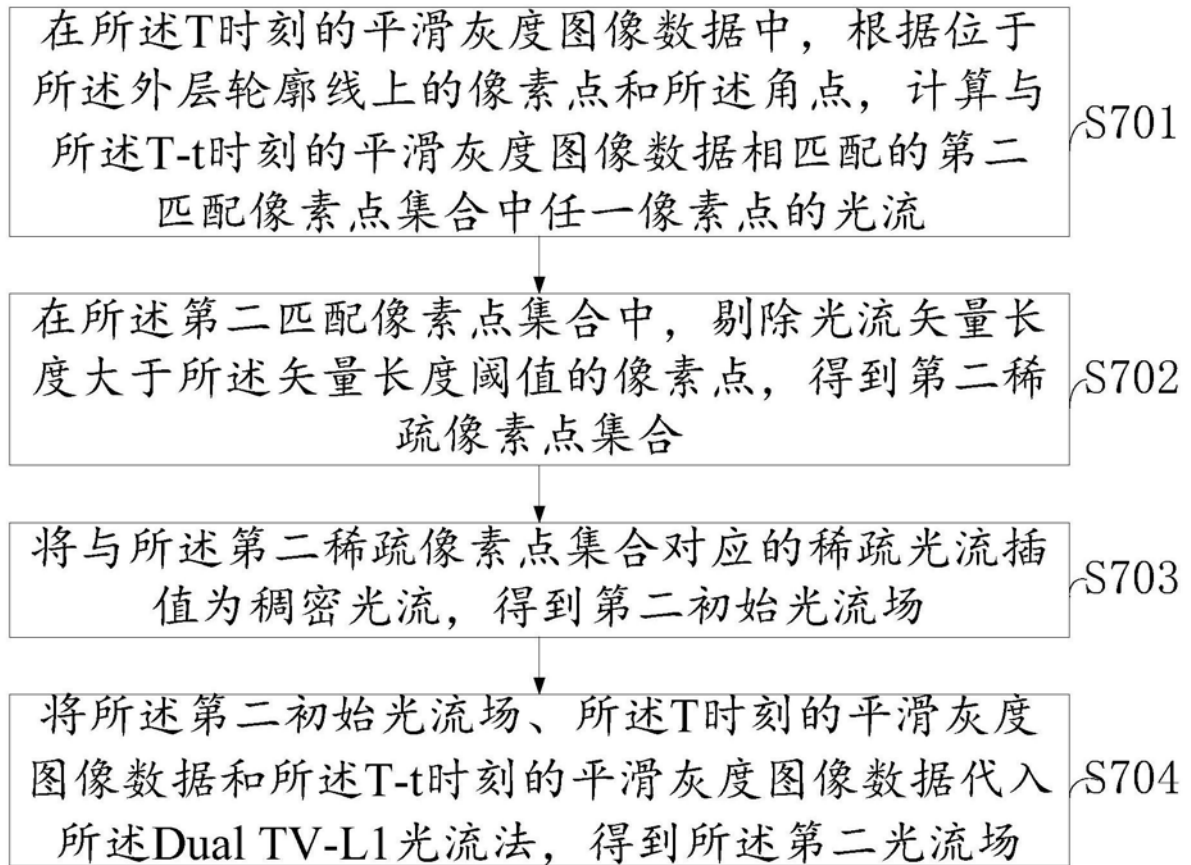 在所述T时刻的平滑灰度图像数据中，根据位于
所述外层轮廓线上的像素点和所述角点，计算与
所述T-t时刻的平滑灰度图像数据相匹配的第二
匹配像素点集合中任一像素点的光流
S701
在所述第二匹配像素点集合中，剔除光流矢量长
度大于所述矢量长度阈值的像素点，得到第二稀
疏像素点集合
S702
将与所述第二稀疏像素点集合对应的稀疏光流插
值为稠密光流，得到第二初始光流场
S703
将所述第二初始光流场、所述T时刻的平滑灰度
图像数据和所述T-t时刻的平滑灰度图像数据代入
所述Dual TV-L1光流法，得到所述第二光流场
S704